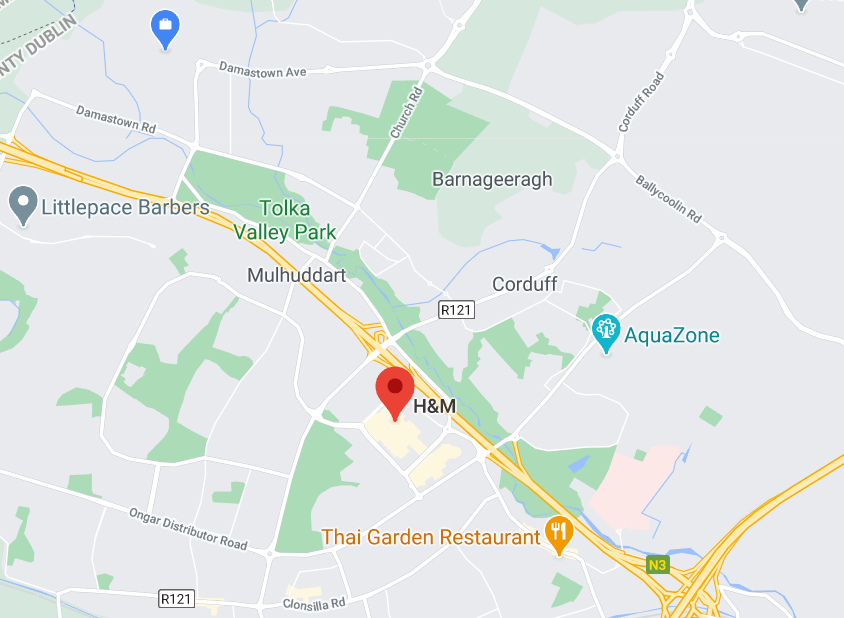 NTY DUBLIN
Damastown Ave
Church Rd
Corduff Road
Damastown Rd
Barnageeragh
Ballycoolin Rd
Littlepace Barbers
Tolka
Valley Park
Mulhuddart
Corduff
R121
AquaZone
H&M
Ongar Distributor Road
Thai Garden Restaurant
N3
R121
Clonsilla Rd